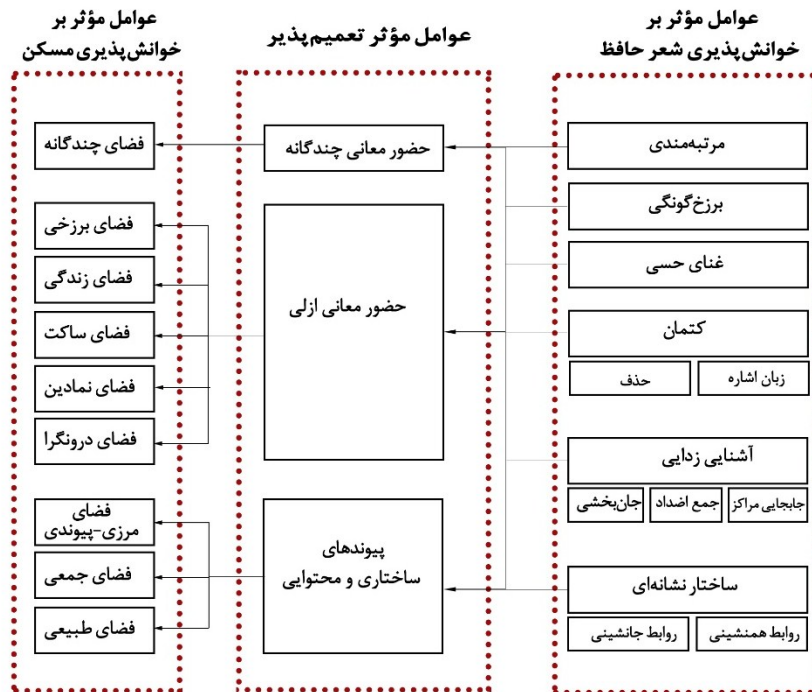 عوامل مؤثر بر
خوانش‌پذیری شعر حافظ
مرتبه‌مندی
برزخ‌گونگی
غنای حسی
کتمان
زبان اشاره
حذف
آشنایی زدایی
جابجایی مراکز
جمع اضداد
جان‌بخشی
ساختار نشانه‌ای
روابط همنشینی
روابط جانشینی
عوامل مؤثر تعمیم‌پذیر
حضور معانی چندگانه
حضور معانی ازلی
پیوندهای
ساختاری و محتوایی
عوامل مؤثر بر
خوانش‌پذیری مسکن
فضای چندگانه
فضای برزخی
فضای زندگی
فضای ساکت
فضای نمادین
فضای درونگرا
فضای
مرزی-پیوندی
فضای جمعی
فضای طبیعی